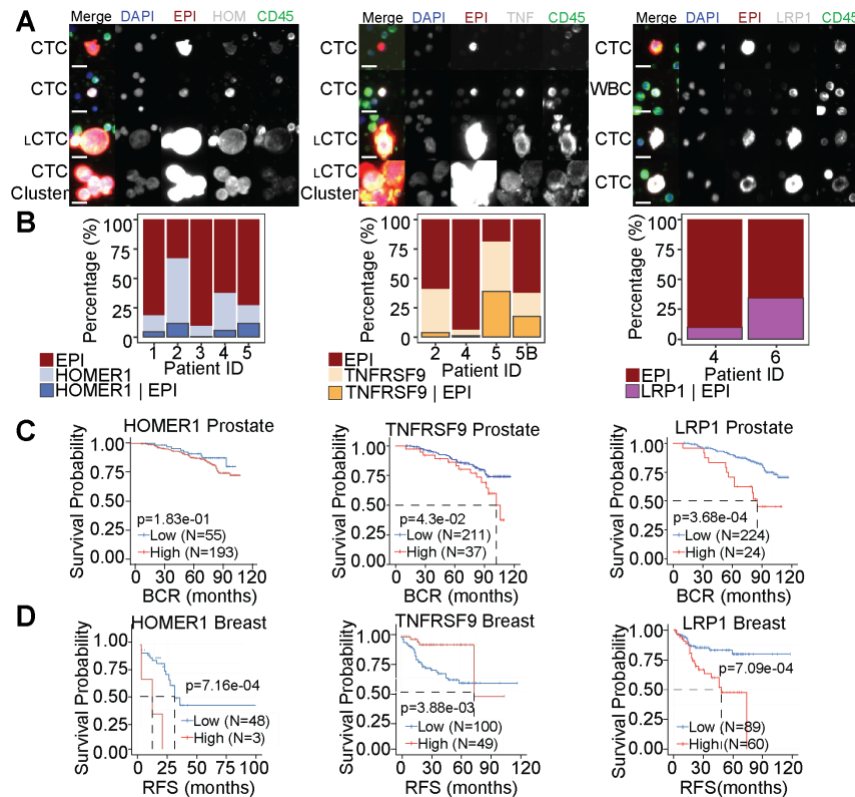 A
Merge DAPI EPI HOM CD45
CTC
CTC
LCTC
CTC
Cluster
Merge DAPI EPI TNF CD45
CTC
CTC
LCTC
LCTC
Cluster
Merge DAPI EPI LRP1 CD45
CTC
WBC
CTC
CTC
B
Percentage (%)
100
75
50
25
0
1 2 3 4 5
Patient ID
EPI
HOMER1
HOMER1 | EPI
Percentage (%)
100
75
50
25
0
2 4 5 5B
Patient ID
EPI
TNFRSF9
TNFRSF9 | EPI
Percentage (%)
100
75
50
25
0
4 6
Patient ID
EPI
LRP1 | EPI
C
HOMER1 Prostate
Survival Probability
1.00
0.75
0.50
0.25
0.00
p=1.83e-01
Low (N=55)
High (N=193)
0 30 60 90 120
BCR (months)
TNFRSF9 Prostate
Survival Probability
1.00
0.75
0.50
0.25
0.00
p=4.3e-02
Low (N=211)
High (N=37)
0 30 60 90 120
BCR (months)
LRP1 Prostate
Survival Probability
1.00
0.75
0.50
0.25
0.00
p=3.68e-04
Low (N=224)
High (N=24)
0 30 60 90 120
BCR (months)
D
HOMER1 Breast
Survival Probability
1.00
0.75
0.50
0.25
0.00
p=7.16e-04
Low (N=48)
High (N=3)
0 25 50 75 100
RFS (months)
TNFRSF9 Breast
Survival Probability
1.00
0.75
0.50
0.25
0.00
p=3.88e-03
Low (N=100)
High (N=49)
0 30 60 90 120
RFS (months)
LRP1 Breast
Survival Probability
1.00
0.75
0.50
0.25
0.00
p=7.09e-04
Low (N=89)
High (N=60)
0 30 60 90 120
RFS (months)